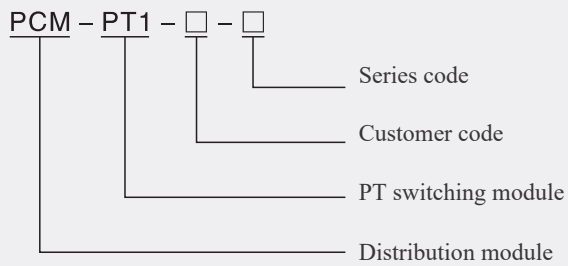 PCM – PT1 – □ – □
Series code
Customer code
PT switching module
Distribution module